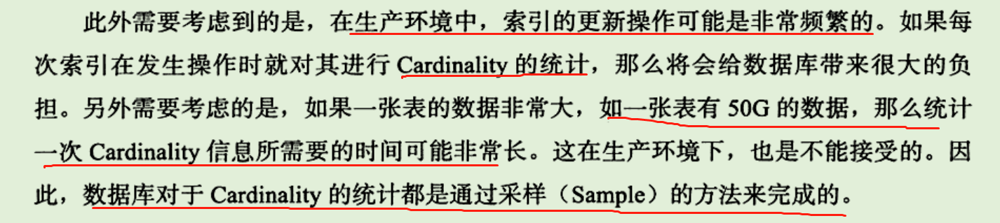 此外需要考虑到的是，在生产环境中，索引的更新操作可能是非常频繁的。如果每
次索引在发生操作时就对其进行 Cardinality 的统计，那么将会给数据库带来很大的负
担。另外需要考虑的是，如果一张表的数据非常大，如一张表有 50G 的数据，那么统计
一次 Cardinality 信息所需要的时间可能非常长。这在生产环境下，也是不能接受的。因
此，数据库对于 Cardinality 的统计都是通过采样（Sample）的方法来完成的。